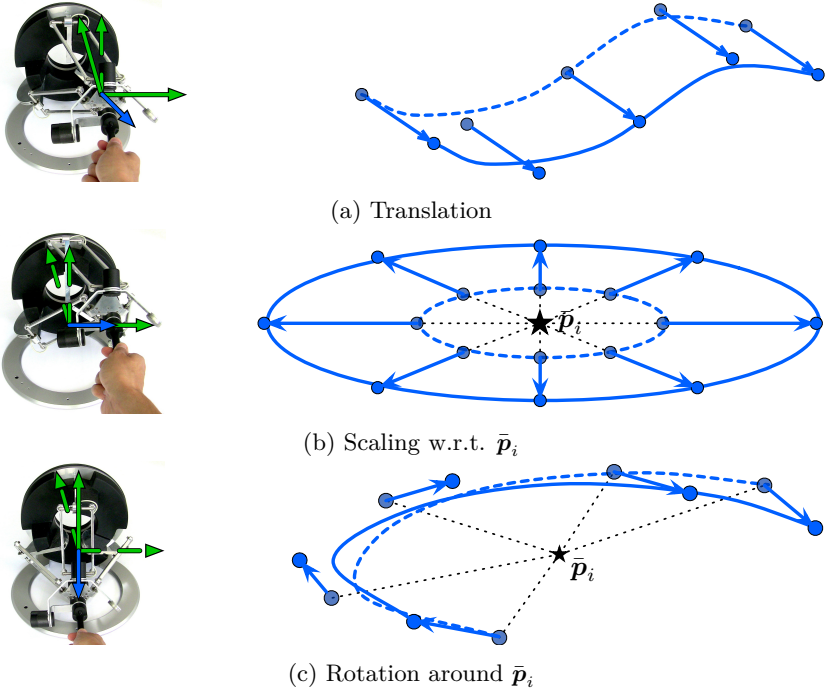 (a) Translation
p̄ᵢ
(b) Scaling w.r.t. p̄ᵢ
p̄ᵢ
(c) Rotation around p̄ᵢ